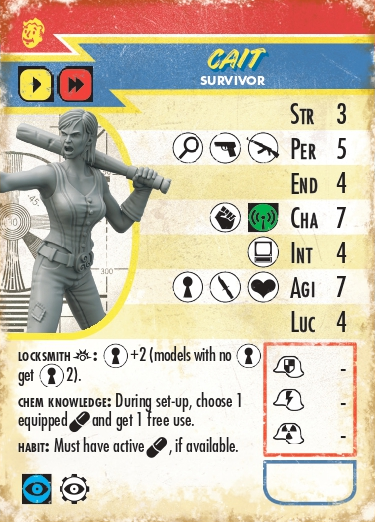 CAIT
SURVIVOR
STR 3
PER 5
END 4
CHA 7
INT 4
AGI 7
LUC 4
-45
300
LOCKSMITH : +2 (models with no
get 2).
CHEM KNOWLEDGE: During set-up, choose 1
equipped and get 1 free use.
HABIT: Must have active , if available.
-
-
-